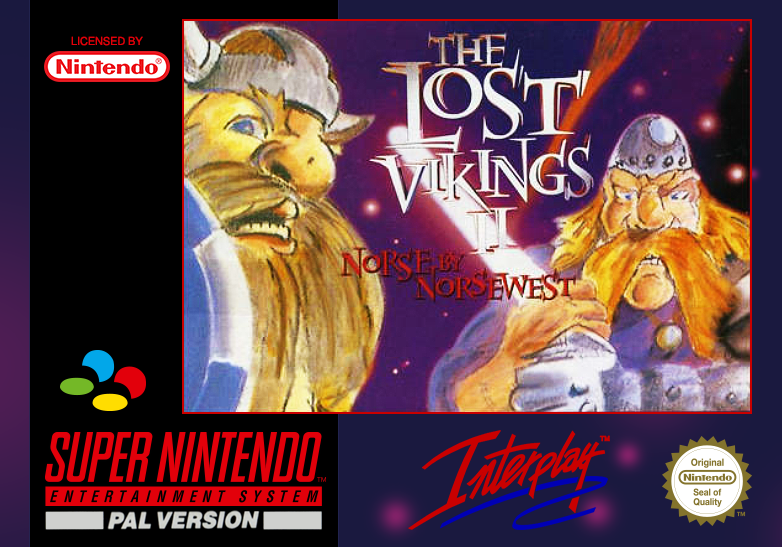 LICENSED BY
Nintendo®
THE
LOST
VIKINGS
II
NORSE BY
NORSEWEST
SUPER NINTENDO™
ENTERTAINMENT SYSTEM
PAL VERSION
Interplay™
Original
Nintendo
Seal of
Quality
™